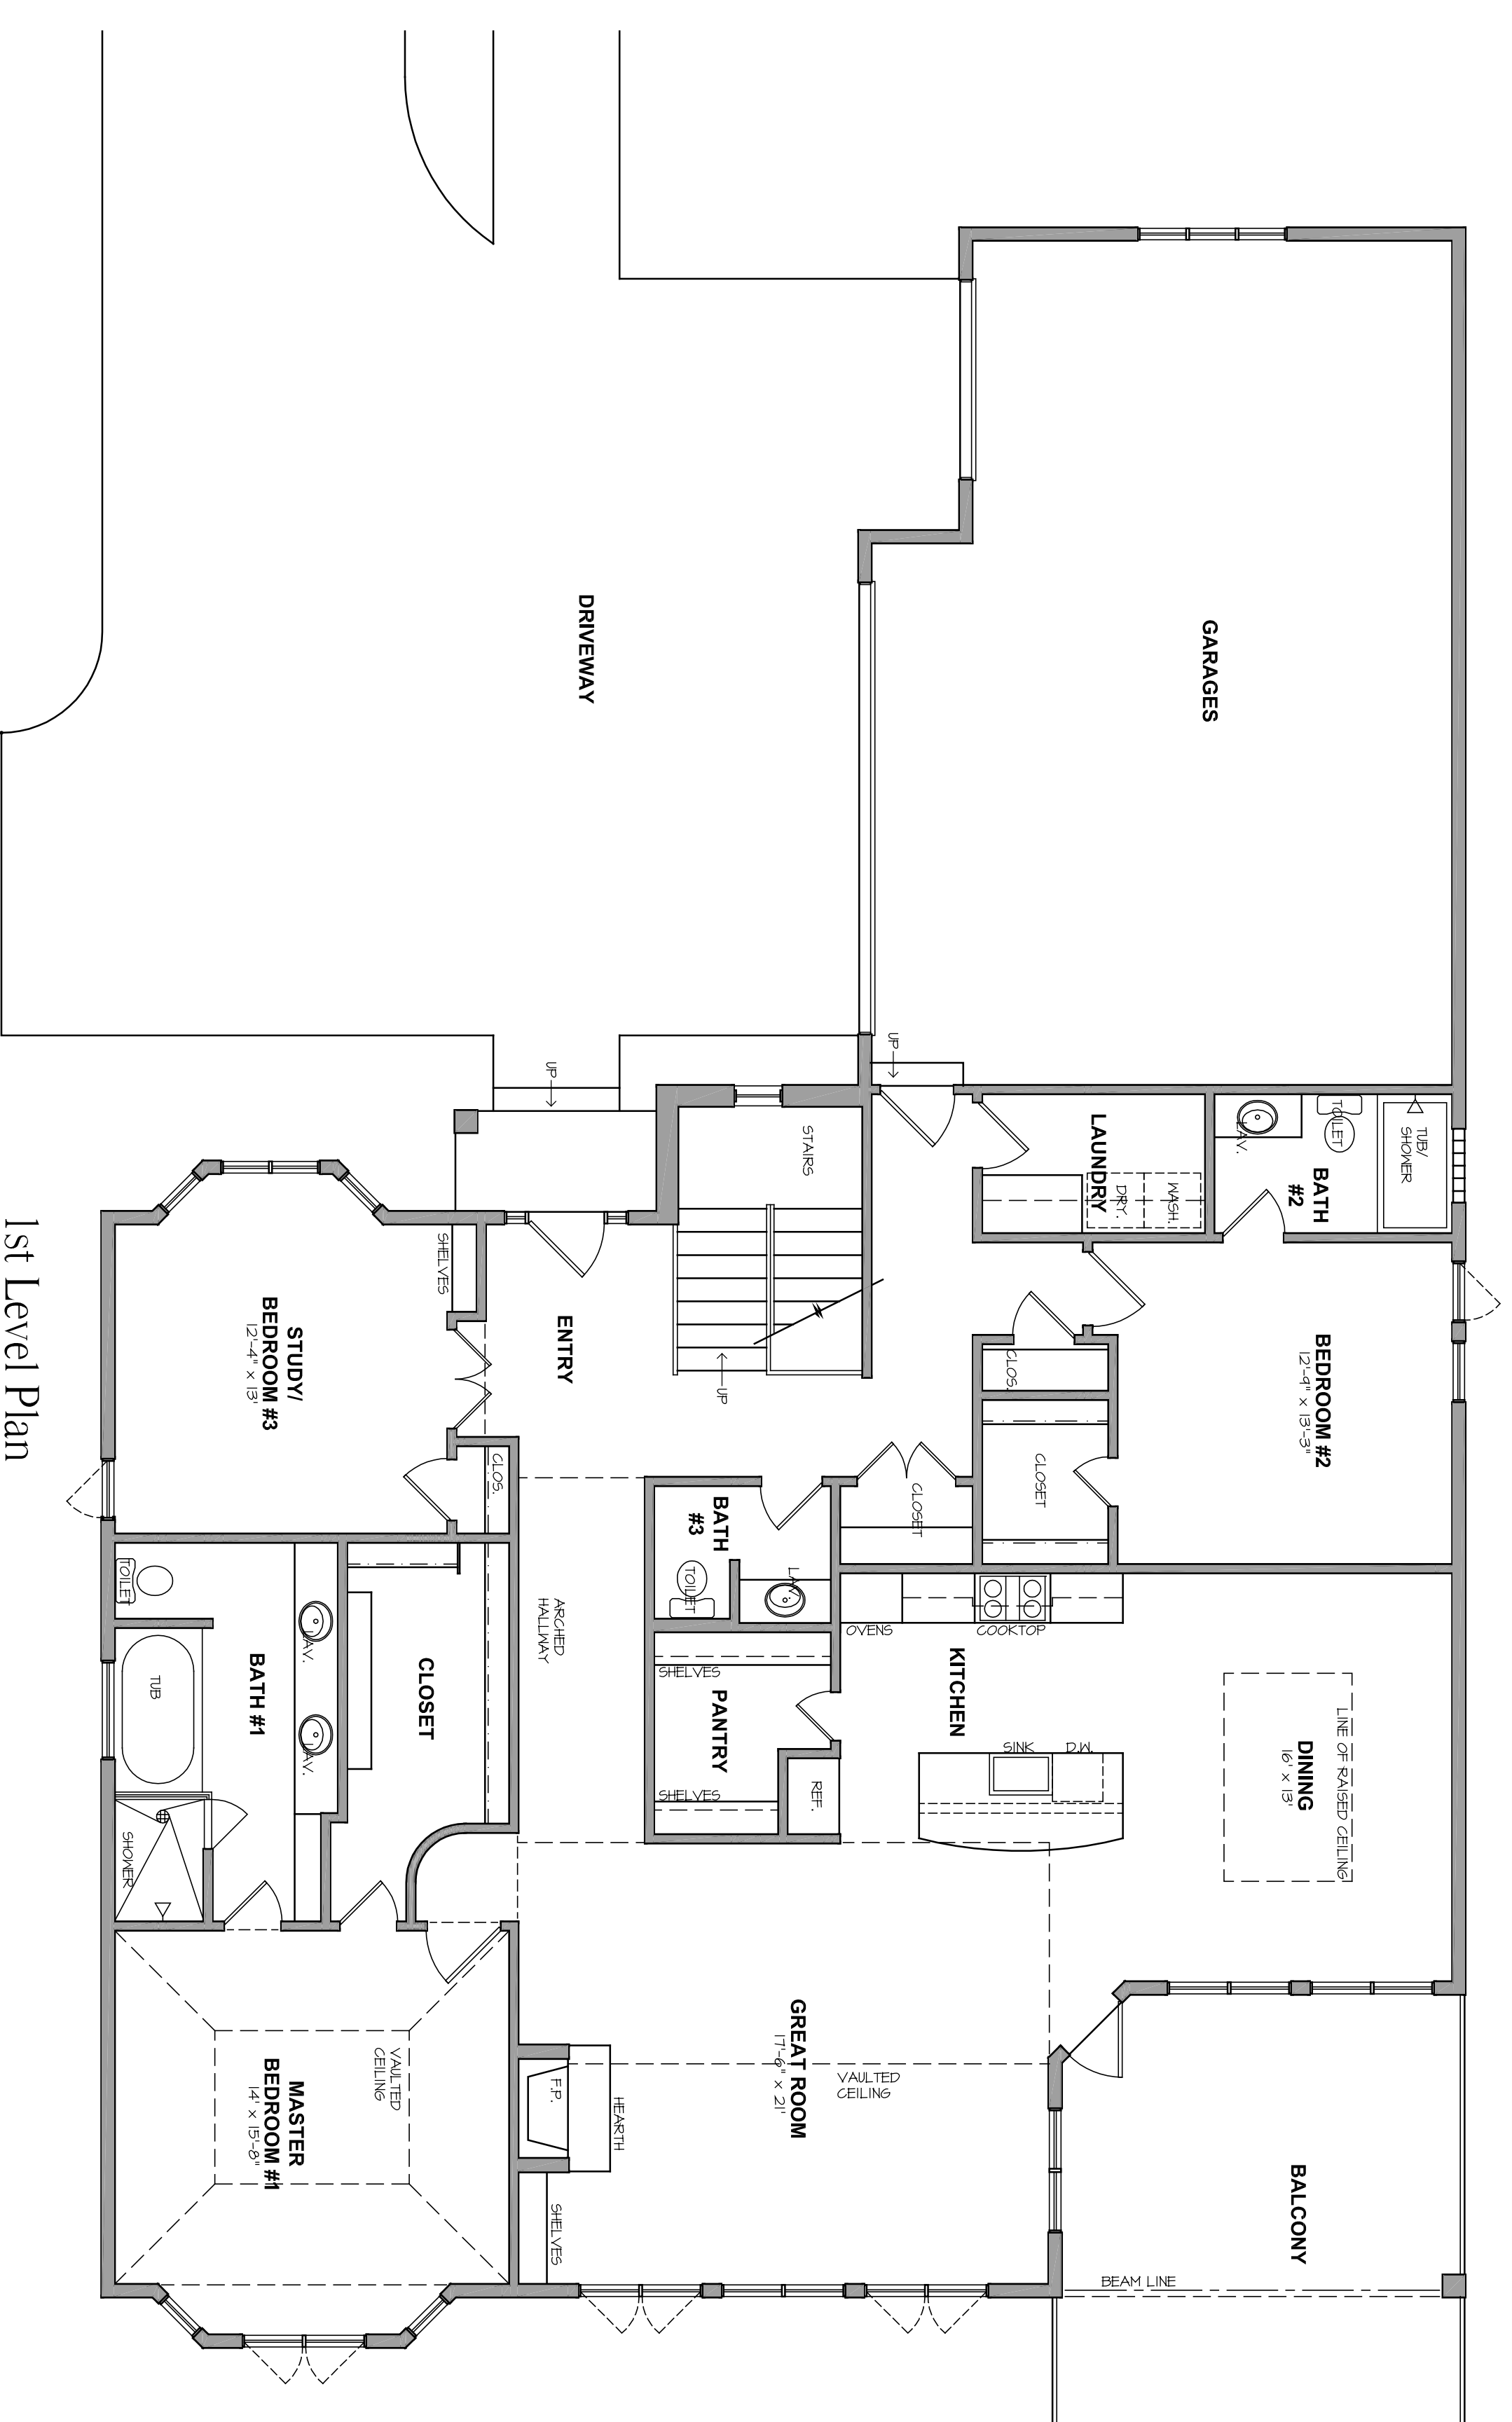 TUB/
SHOWER
TOILET
LAV.
BATH
#2
WASH.
DRY.
LAUNDRY
GARAGES
BEDROOM #2
12'-9" x 13'-3"
CLOSET
CLOS.
CLOSET
LINE OF RAISED CEILING
DINING
16' x 13'
BALCONY
BEAM LINE
UP
STAIRS
UP
COOKTOP
OVENS
KITCHEN
SINK
D.W.
REF.
BATH
#3
LAV.
TOILET
SHELVES
PANTRY
SHELVES
VAULTED
CEILING
GREAT ROOM
17'-6" x 21'
DRIVEWAY
UP
ENTRY
ARCHED
HALLWAY
HEARTH
F.P.
SHELVES
SHELVES
CLOS.
STUDY/
BEDROOM #3
12'-4" x 13'
CLOSET
LAV.
LAV.
BATH #1
TOILET
TUB
SHOWER
VAULTED
CEILING
MASTER
BEDROOM #1
14' x 15'-8"
1st Level Plan